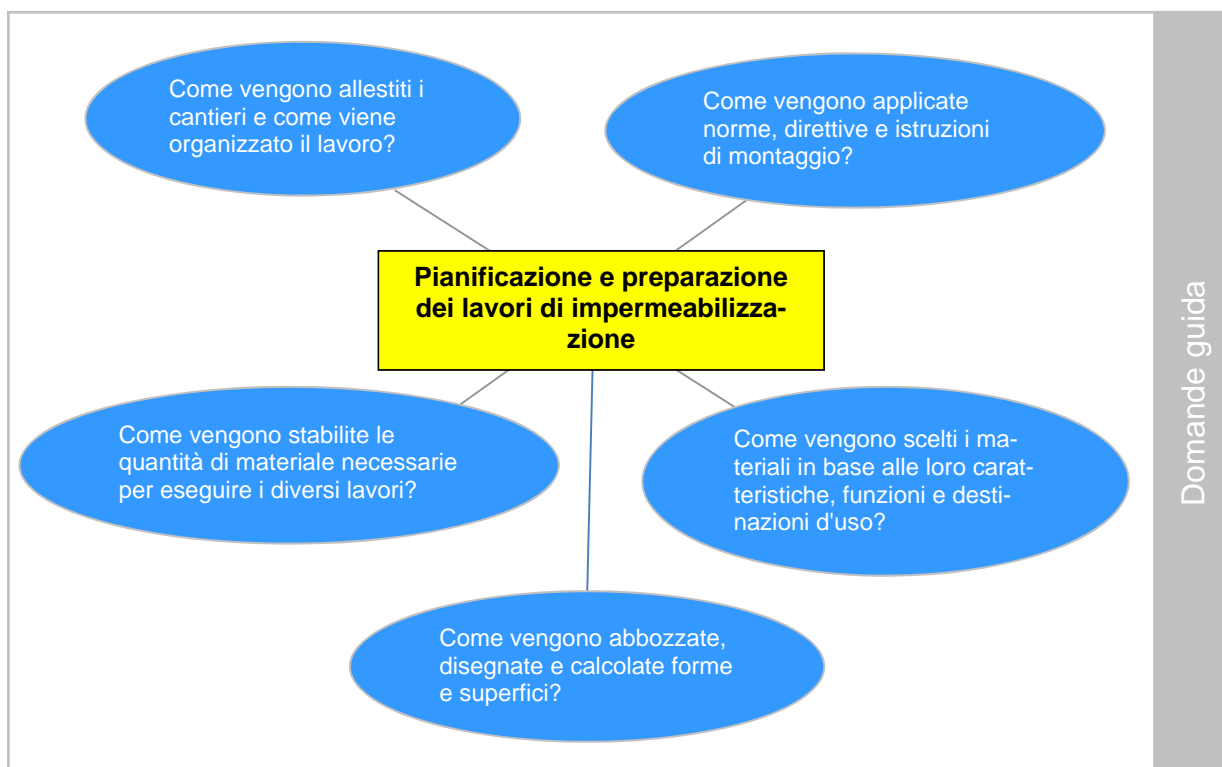 Come vengono allestiti i
cantieri e come viene
organizzato il lavoro?
Come vengono applicate
norme, direttive e istruzioni
di montaggio?
Pianificazione e preparazione
dei lavori di impermeabilizza-
zione
Come vengono stabilite le
quantità di materiale necessarie
per eseguire i diversi lavori?
Come vengono scelti i ma-
teriali in base alle loro carat-
teristiche, funzioni e desti-
nazioni d'uso?
Come vengono abbozzate,
disegnate e calcolate forme
e superfici?
Domande guida